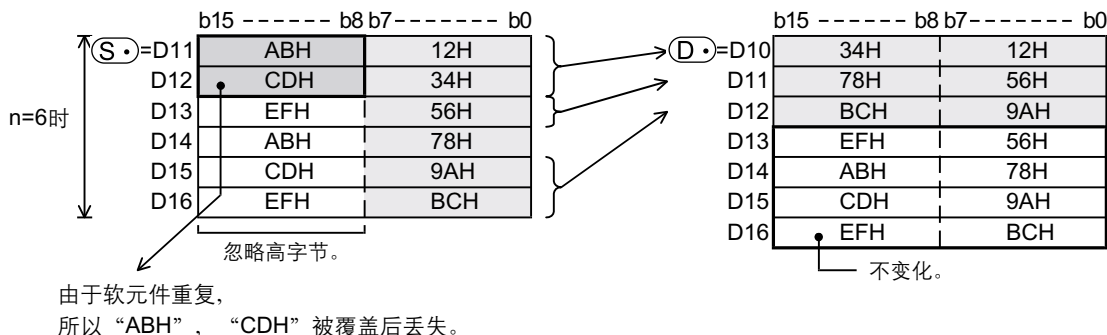 b15 ------ b8 b7------- b0 b15 ------ b8 b7------- b0
n=6时
(S·)=D11 ABH 12H
D12 CDH 34H
D13 EFH 56H
D14 ABH 78H
D15 CDH 9AH
D16 EFH BCH
忽略高字节。
由于软元件重复，
所以“ABH”，“CDH”被覆盖后丢失。
(D·)=D10 34H 12H
D11 78H 56H
D12 BCH 9AH
D13 EFH 56H
D14 ABH 78H
D15 CDH 9AH
D16 EFH BCH
不变化。